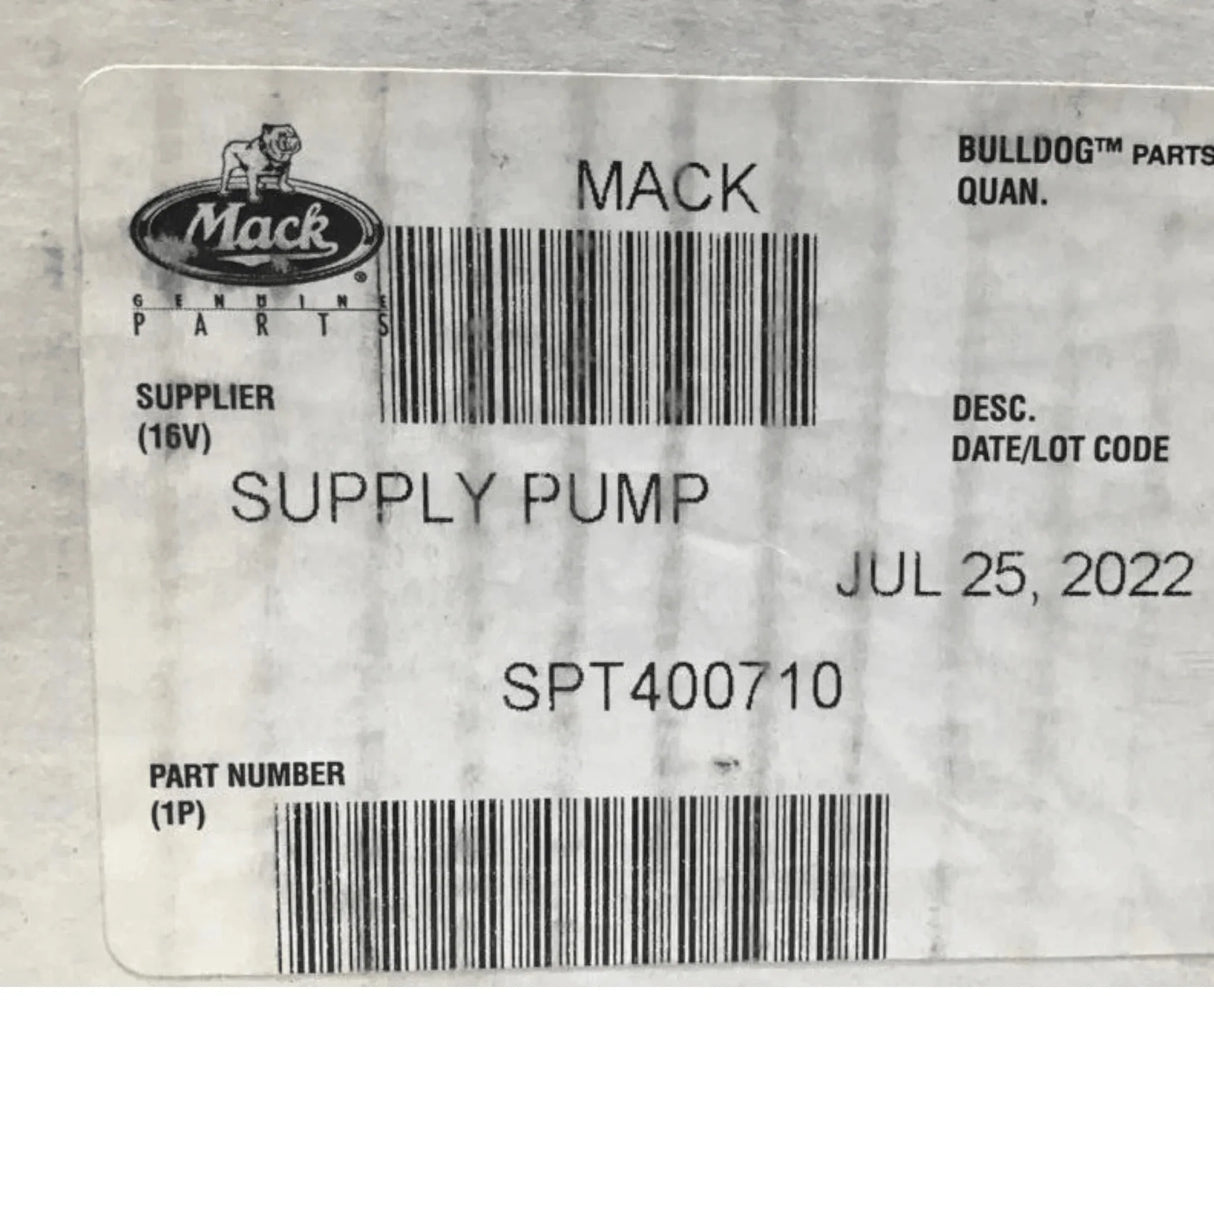 MACK
BULLDOG™ PARTS
QUAN.
Mack
®
GENUINE
PARTS
SUPPLIER
(16V)
DESC.
DATE/LOT CODE
SUPPLY PUMP
JUL 25, 2022
SPT400710
PART NUMBER
(1P)